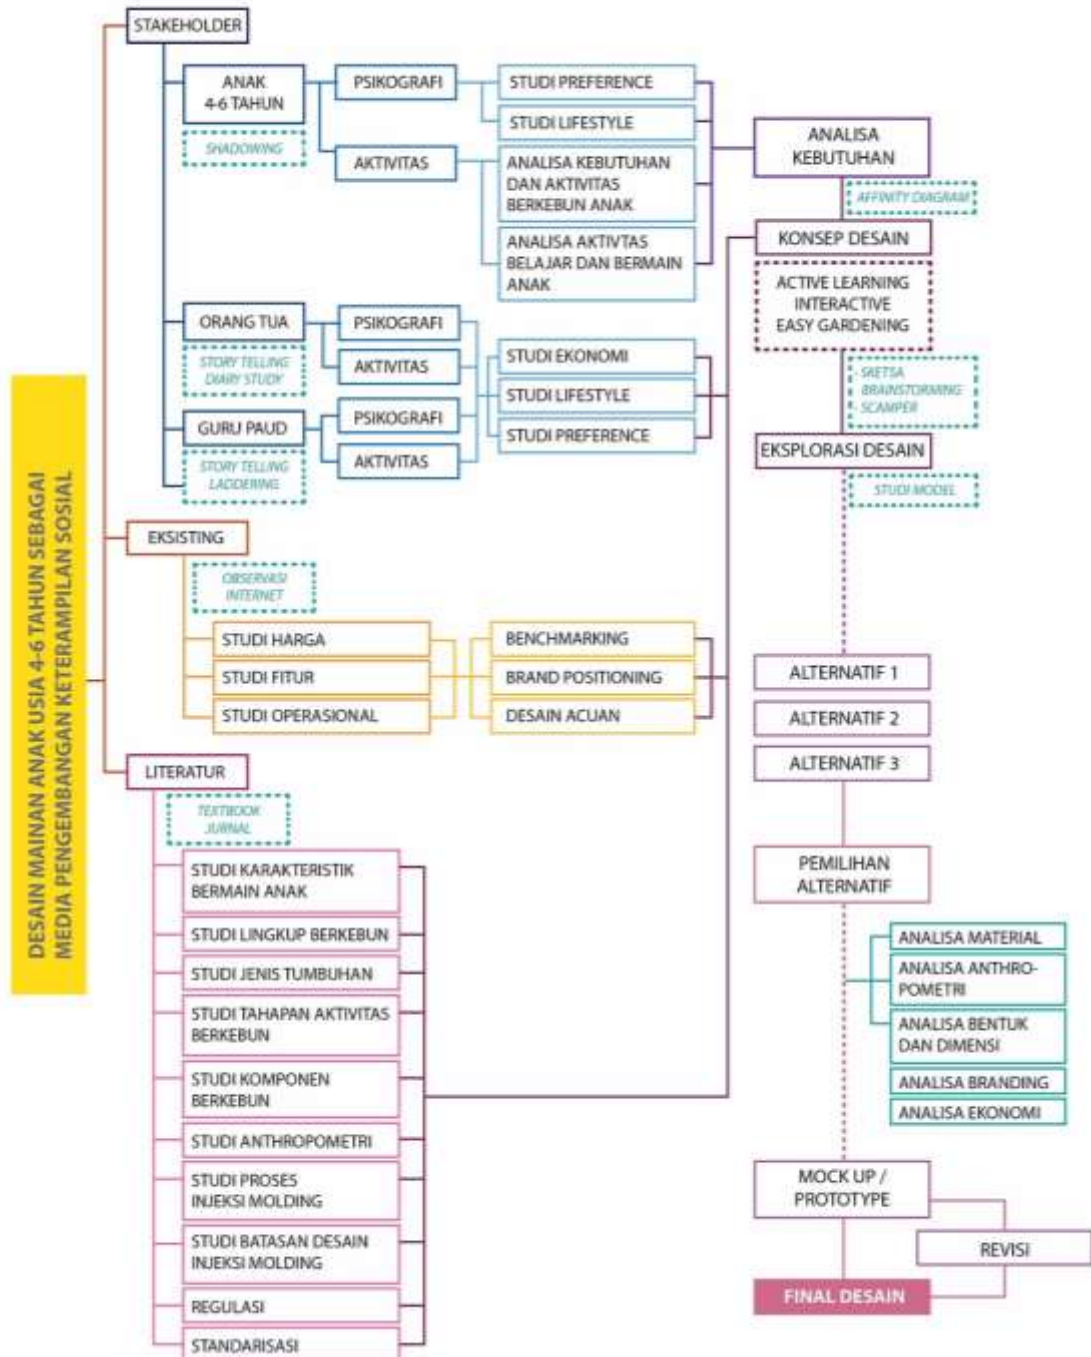 DESAIN MAINAN ANAK USIA 4-6 TAHUN SEBAGAI
MEDIA PENGEMBANGAN KETERAMPILAN SOSIAL
STAKEHOLDER
ANAK
4-6 TAHUN
SHADOWING
PSIKOGRAFI
AKTIVITAS
STUDI PREFERENCE
STUDI LIFESTYLE
ANALISA KEBUTUHAN
DAN AKTIVITAS
BERKEBUN ANAK
ANALISA AKTIVTAS
BELAJAR DAN BERMAIN
ANAK
ORANG TUA
STORY TELLING
DIARY STUDY
PSIKOGRAFI
AKTIVITAS
GURU PAUD
STORY TELLING
LADDERING
PSIKOGRAFI
AKTIVITAS
STUDI EKONOMI
STUDI LIFESTYLE
STUDI PREFERENCE
EKSISTING
OBSERVASI
INTERNET
STUDI HARGA
STUDI FITUR
STUDI OPERASIONAL
BENCHMARKING
BRAND POSITIONING
DESAIN ACUAN
LITERATUR
TEXTBOOK
JURNAL
STUDI KARAKTERISTIK
BERMAIN ANAK
STUDI LINGKUP BERKEBUN
STUDI JENIS TUMBUHAN
STUDI TAHAPAN AKTIVITAS
BERKEBUN
STUDI KOMPONEN
BERKEBUN
STUDI ANTHROPOMETRI
STUDI PROSES
INJEKSI MOLDING
STUDI BATASAN DESAIN
INJEKSI MOLDING
REGULASI
STANDARISASI
ANALISA
KEBUTUHAN
AFFINITY DIAGRAM
KONSEP DESAIN
ACTIVE LEARNING
INTERACTIVE
EASY GARDENING
- SKETSA
BRAINSTORMING
- SCAMPER
EKSPLORASI DESAIN
STUDI MODEL
ALTERNATIF 1
ALTERNATIF 2
ALTERNATIF 3
PEMILIHAN
ALTERNATIF
ANALISA MATERIAL
ANALISA ANTHRO-
POMETRI
ANALISA BENTUK
DAN DIMENSI
ANALISA BRANDING
ANALISA EKONOMI
MOCK UP /
PROTOTYPE
REVISI
FINAL DESAIN